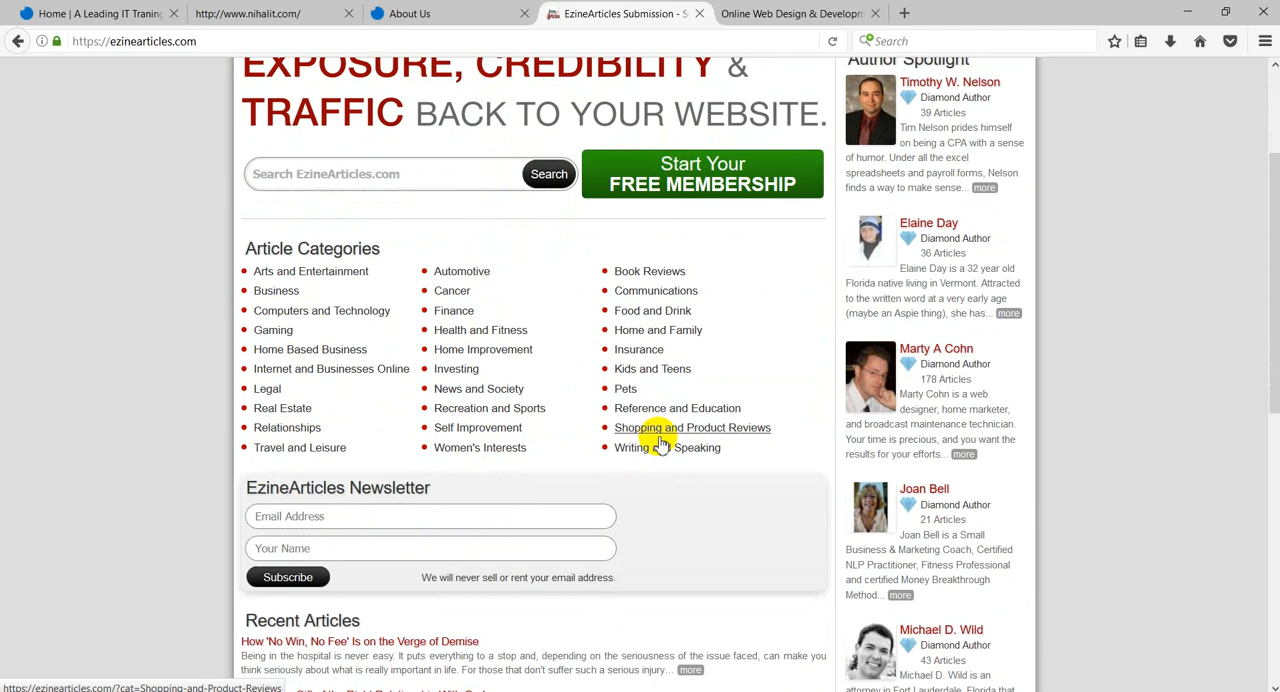 Home | A Leading IT Traning
http://www.nihalit.com/
About Us
EzineArticles Submission - S
Online Web Design & Developm
https://ezinearticles.com
Search
EXPOSURE, CREDIBILITY &
TRAFFIC BACK TO YOUR WEBSITE.
Search EzineArticles.com
Search
Start Your
FREE MEMBERSHIP
Article Categories
Arts and Entertainment
Automotive
Book Reviews
Business
Cancer
Communications
Computers and Technology
Finance
Food and Drink
Gaming
Health and Fitness
Home and Family
Home Based Business
Home Improvement
Insurance
Internet and Businesses Online
Investing
Kids and Teens
Legal
News and Society
Pets
Real Estate
Recreation and Sports
Reference and Education
Relationships
Self Improvement
Shopping and Product Reviews
Travel and Leisure
Women's Interests
Writing and Speaking
EzineArticles Newsletter
Email Address
Your Name
Subscribe
We will never sell or rent your email address.
Recent Articles
How 'No Win, No Fee' Is on the Verge of Demise
Being in the hospital is never easy. It puts everything to a stop and, depending on the seriousness of the issue faced, can make you
think seriously about what is really important in life. For those that don't suffer such a serious injury... more
Author Spotlight
Timothy W. Nelson
Diamond Author
39 Articles
Tim Nelson prides himself
on being a CPA with a sense
of humor. Under all the excel
spreadsheets and payroll forms, Nelson
finds a way to make sense... more
Elaine Day
Diamond Author
36 Articles
Elaine Day is a 32 year old
Florida native living in Vermont. Attracted
to the written word at a very early age
(maybe an Aspie thing), she has... more
Marty A Cohn
Diamond Author
178 Articles
Marty Cohn is a web
designer, home marketer,
and broadcast maintenance technician.
Your time is precious, and you want the
results for your efforts... more
Joan Bell
Diamond Author
21 Articles
Joan Bell is a Small
Business & Marketing Coach, Certified
NLP Practitioner, Fitness Professional
and certified Money Breakthrough
Method... more
Michael D. Wild
Diamond Author
43 Articles
Michael D. Wild is an
attorney in Fort Lauderdale, Florida that
https://ezinearticles.com/?cat=Shopping-and-Product-Reviews